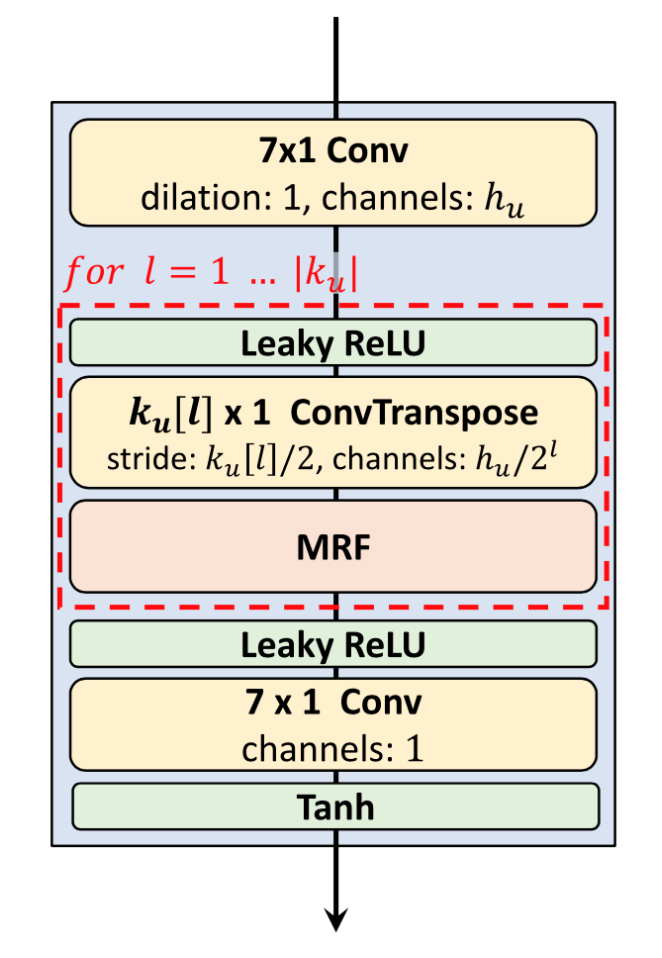 7x1 Conv
dilation: 1, channels: h_u
for l = 1 ... |k_u|
Leaky ReLU
k_u[l] x 1 ConvTranspose
stride: k_u[l]/2, channels: h_u/2^l
MRF
Leaky ReLU
7 x 1 Conv
channels: 1
Tanh